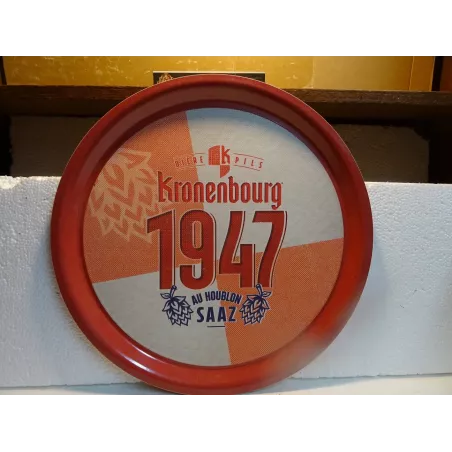 BIÈRE K PILS
Kronenbourg
1947
AU HOUBLON
SAAZ